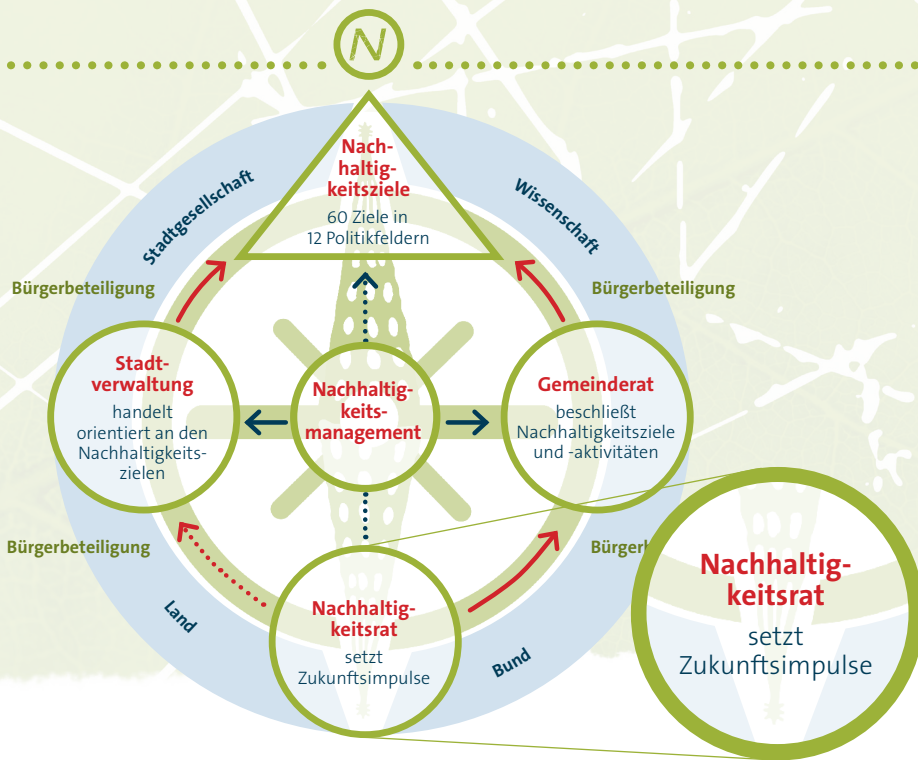 N
Nach-
haltig-
keitsziele
60 Ziele in
12 Politikfeldern
Stadtgesellschaft
Wissenschaft
Bürgerbeteiligung
Bürgerbeteiligung
Stadt-
verwaltung
handelt
orientiert an den
Nachhaltigkeits-
zielen
Nachhaltig-
keits-
management
Gemeinderat
beschließt
Nachhaltigkeitsziele
und -aktivitäten
Bürgerbeteiligung
Land
Nachhaltig-
keitsrat
setzt
Zukunftsimpulse
Bund
Nachhaltig-
keitsrat
setzt
Zukunftsimpulse